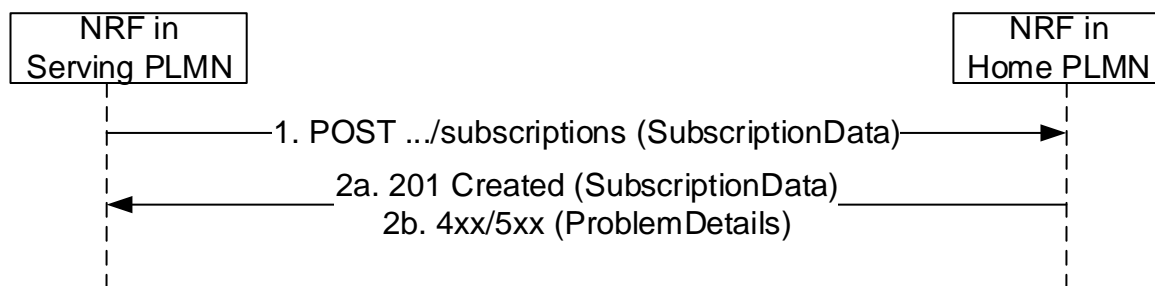 NRF in
Serving PLMN
NRF in
Home PLMN
1. POST .../subscriptions (SubscriptionData)
2a. 201 Created (SubscriptionData)
2b. 4xx/5xx (ProblemDetails)